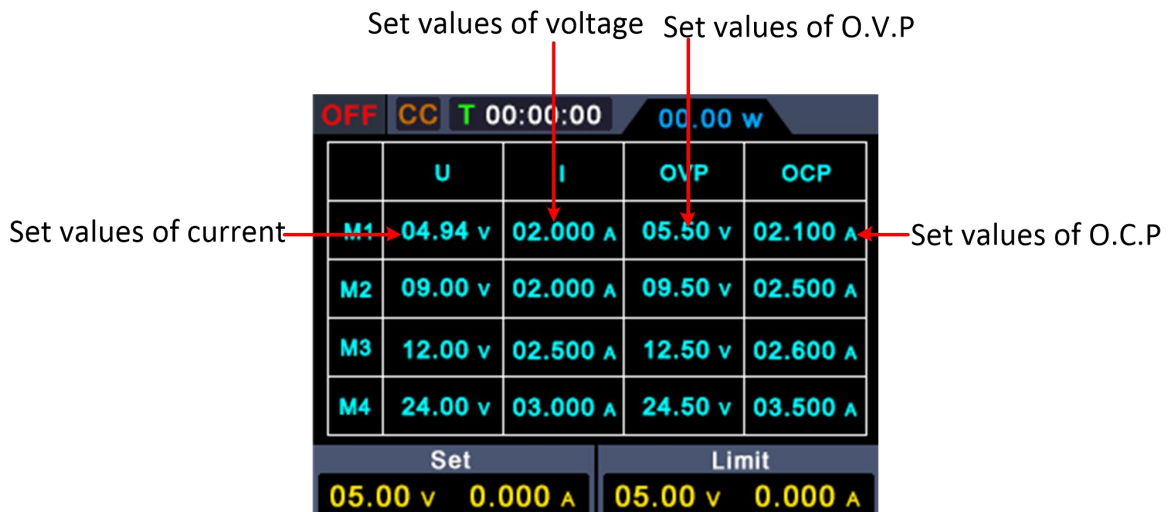 Set values of voltage Set values of O.V.P
OFF CC T 00:00:00 00.00 W
U I OVP OCP
Set values of current M1 04.94 V 02.000 A 05.50 V 02.100 A Set values of O.C.P
M2 09.00 V 02.000 A 09.50 V 02.500 A
M3 12.00 V 02.500 A 12.50 V 02.600 A
M4 24.00 V 03.000 A 24.50 V 03.500 A
Set Limit
05.00 V 0.000 A 05.00 V 0.000 A